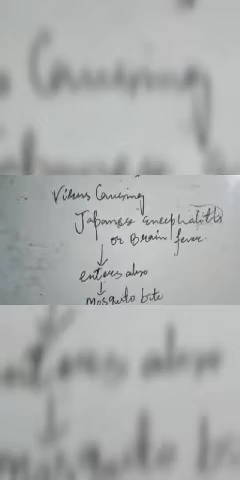 Virus Causing
Japanese encephalitis
or Brain fever.
↓
enters also
↓
Mosquito bite